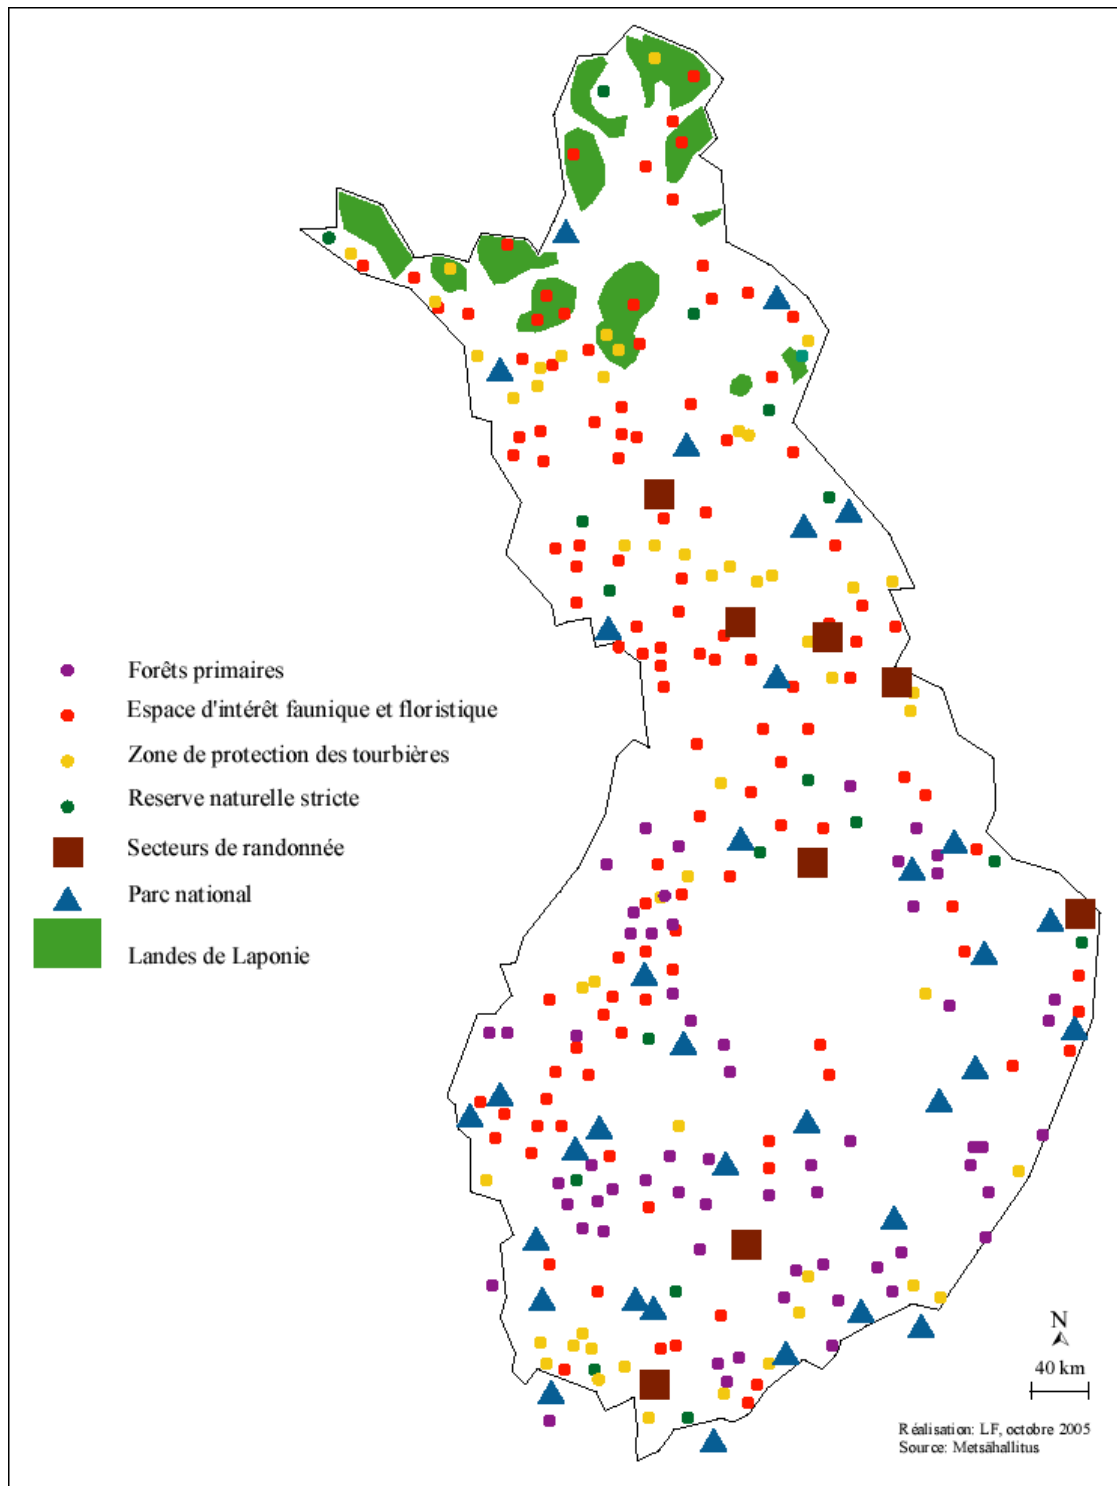 Forêts primaires
Espace d'intérêt faunique et floristique
Zone de protection des tourbières
Reserve naturelle stricte
Secteurs de randonnée
Parc national
Landes de Laponie
N
40 km
Réalisation: LF, octobre 2005
Source: Metsähallitus